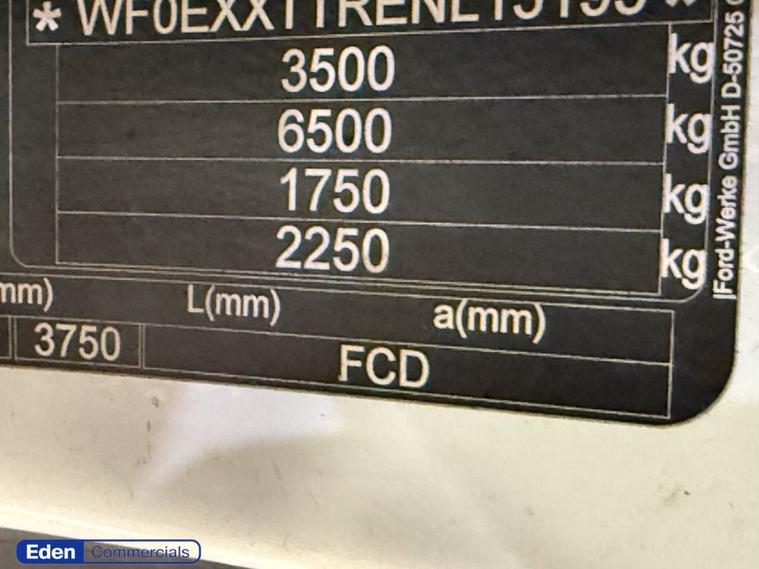 3500 kg
6500 kg
1750 kg
2250 kg
mm) L(mm) a(mm)
3750 FCD
Ford-Werke GmbH D-50725
Eden Commercials